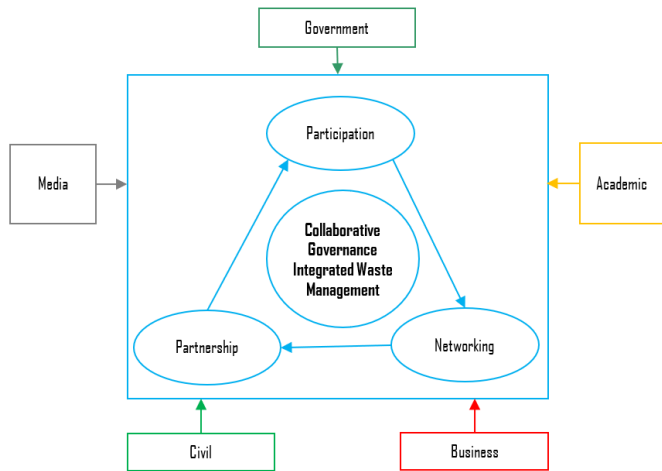 Government
Participation
Media
Academic
Collaborative
Governance
Integrated Waste
Management
Partnership
Networking
Civil
Business